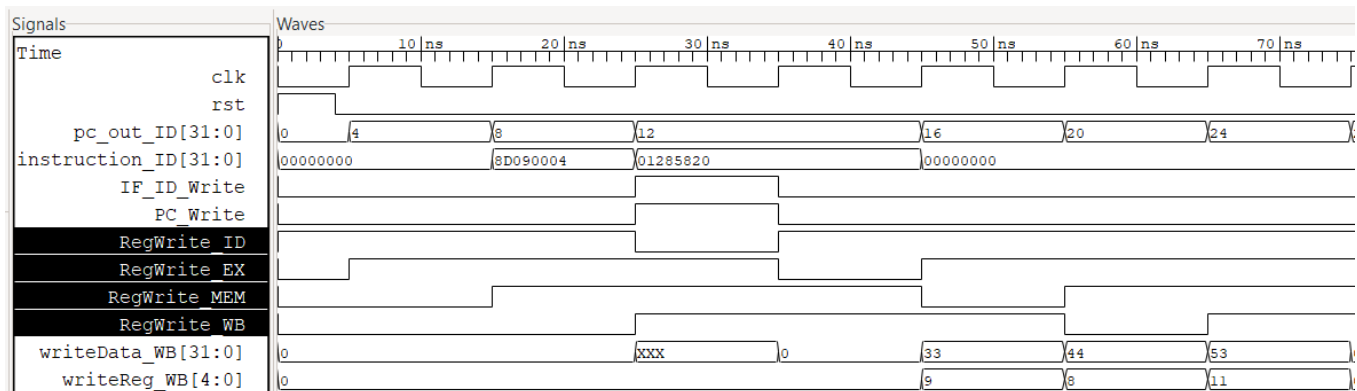 Signals Waves
Time 0 10 ns 20 ns 30 ns 40 ns 50 ns 60 ns 70 ns
clk
rst
pc_out_ID[31:0] 0 4 8 12 16 20 24
instruction_ID[31:0] 00000000 8D090004 01285820 00000000
IF_ID_Write
PC_Write
RegWrite_ID
RegWrite_EX
RegWrite_MEM
RegWrite_WB
writeData_WB[31:0] 0 XXX 0 33 44 53
writeReg_WB[4:0] 0 9 8 11